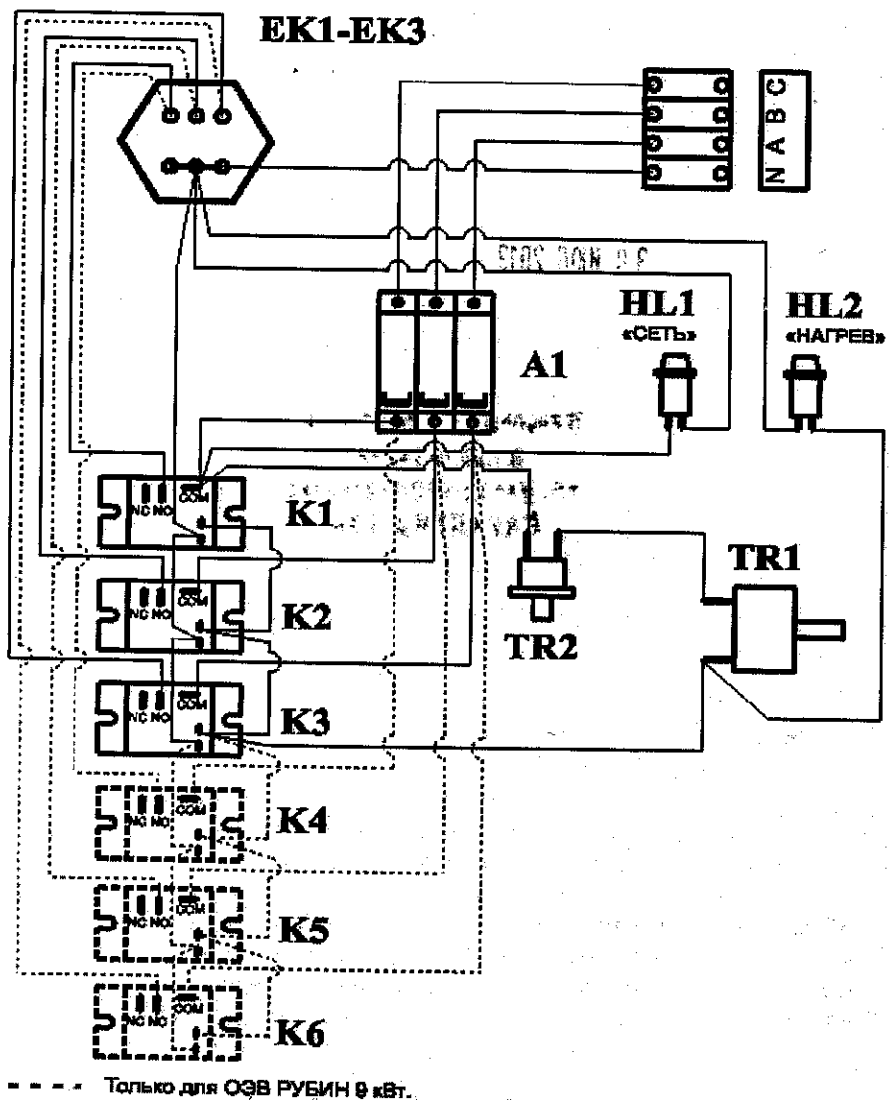 EK1-EK3
C
B
A
N
HL1
«СЕТЬ»
HL2
«НАГРЕВ»
A1
COM
NC NO
K1
COM
NC NO
K2
TR2
TR1
COM
NC NO
K3
COM
NC NO
K4
COM
NC NO
K5
COM
NC NO
K6
Только для ОЭВ РУБИН 9 кВт.